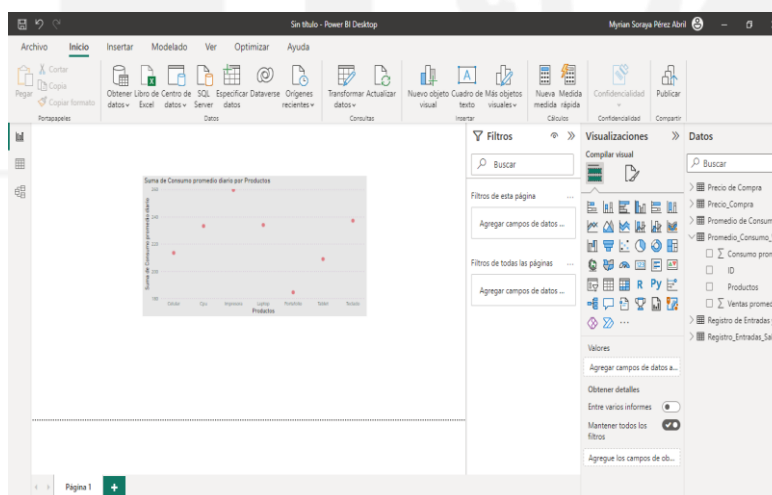 Sin título - Power BI Desktop
Myrian Soraya Pérez Abril
Archivo Inicio Insertar Modelado Ver Optimizar Ayuda
Pegar
Cortar
Copia
Copiar formato
Portapapeles
Obtener datos
Libro de Excel
Centro de datos
SQL Server
Especificar datos
Dataverse
Orígenes recientes
Datos
Transformar datos
Actualizar
Consultas
Nuevo objeto visual
Cuadro de texto
Más objetos visuales
Insertar
Nueva medida
Medida rápida
Cálculos
Confidencialidad
Confidencialidad
Publicar
Compartir
Suma de Consumo promedio diario por Productos
Suma de Consumo promedio diario
Celular
Impresora
Laptop
Portátiles
Tablet
Teclado
Productos
Filtros
Buscar
Filtros de esta página ...
Agregar campos de datos ...
Filtros de todas las páginas ...
Agregar campos de datos ...
Visualizaciones
Compilar visual
R Py
...
Valores
Agregar campos de datos a...
Obtener detalles
Entre varios informes
Mantener todos los
filtros
Agregue los campos de ob...
Datos
Buscar
Precio de Compra
Precio_Compra
Promedio de Consum
Promedio_Consumo_
Consumo prom
ID
Productos
Ventas promed
Registro de Entradas
Registro_Entradas_Sal
Página 1